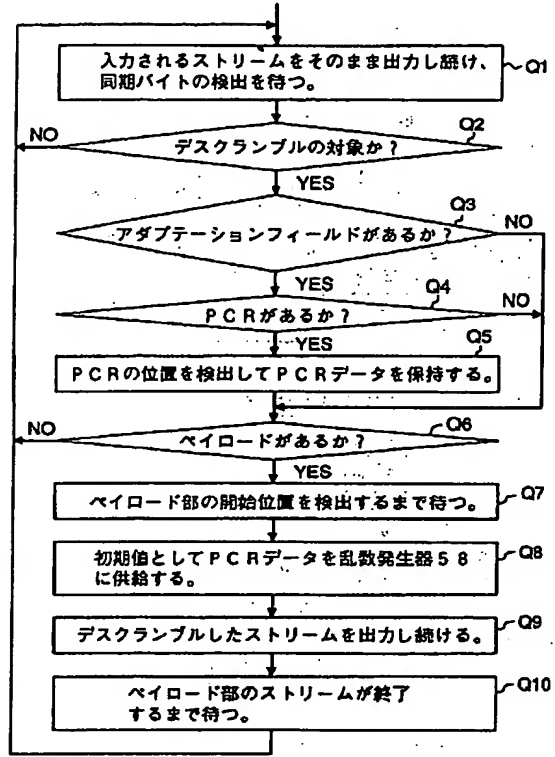 入力されるストリームをそのまま出力し続け、
同期バイトの検出を待つ。
Q1
NO
デスクランブルの対象か？
Q2
YES
アダプテーションフィールドがあるか？
Q3
NO
YES
PCRがあるか？
Q4
NO
YES
PCRの位置を検出してPCRデータを保持する。
Q5
NO
ペイロードがあるか？
Q6
YES
ペイロード部の開始位置を検出するまで待つ。
Q7
初期値としてPCRデータを乱数発生器58
に供給する。
Q8
デスクランブルしたストリームを出力し続ける。
Q9
ペイロード部のストリームが終了
するまで待つ。
Q10